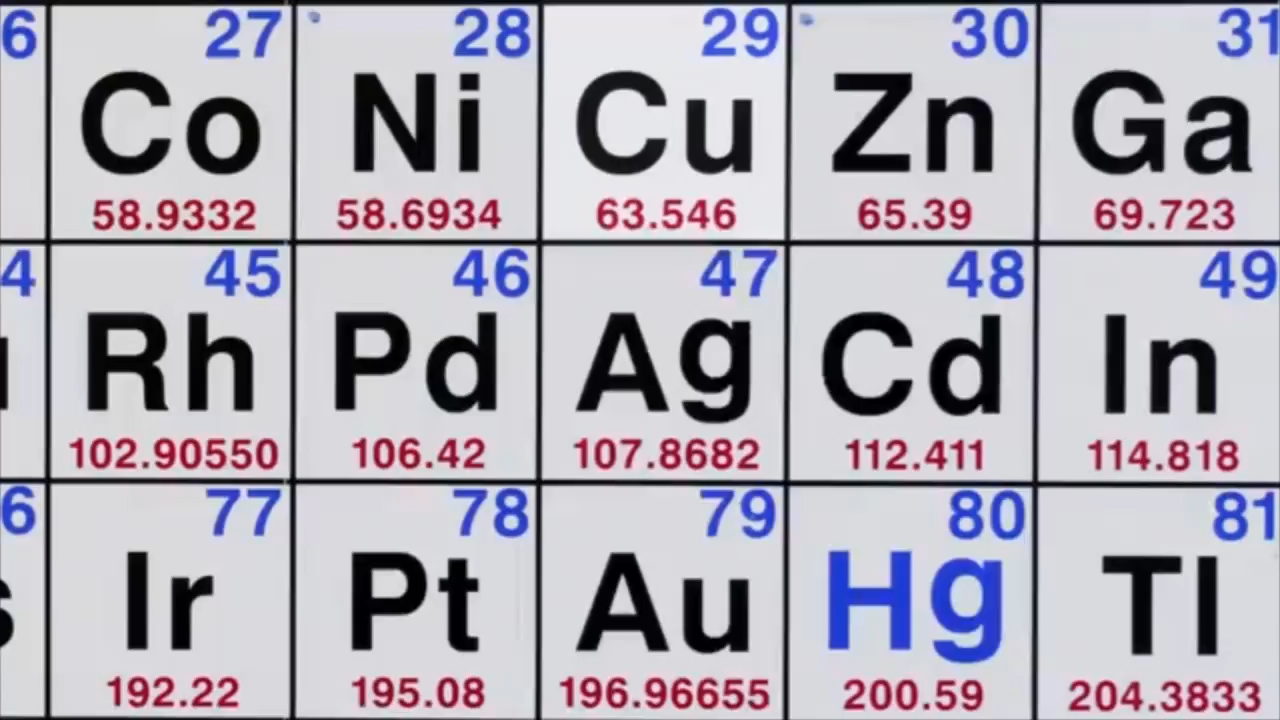 6 27 28 29 30 31
Co Ni Cu Zn Ga
58.9332 58.6934 63.546 65.39 69.723
4 45 46 47 48 49
Rh Pd Ag Cd In
102.90550 106.42 107.8682 112.411 114.818
6 77 78 79 80 81
s Ir Pt Au Hg Tl
192.22 195.08 196.96655 200.59 204.3833